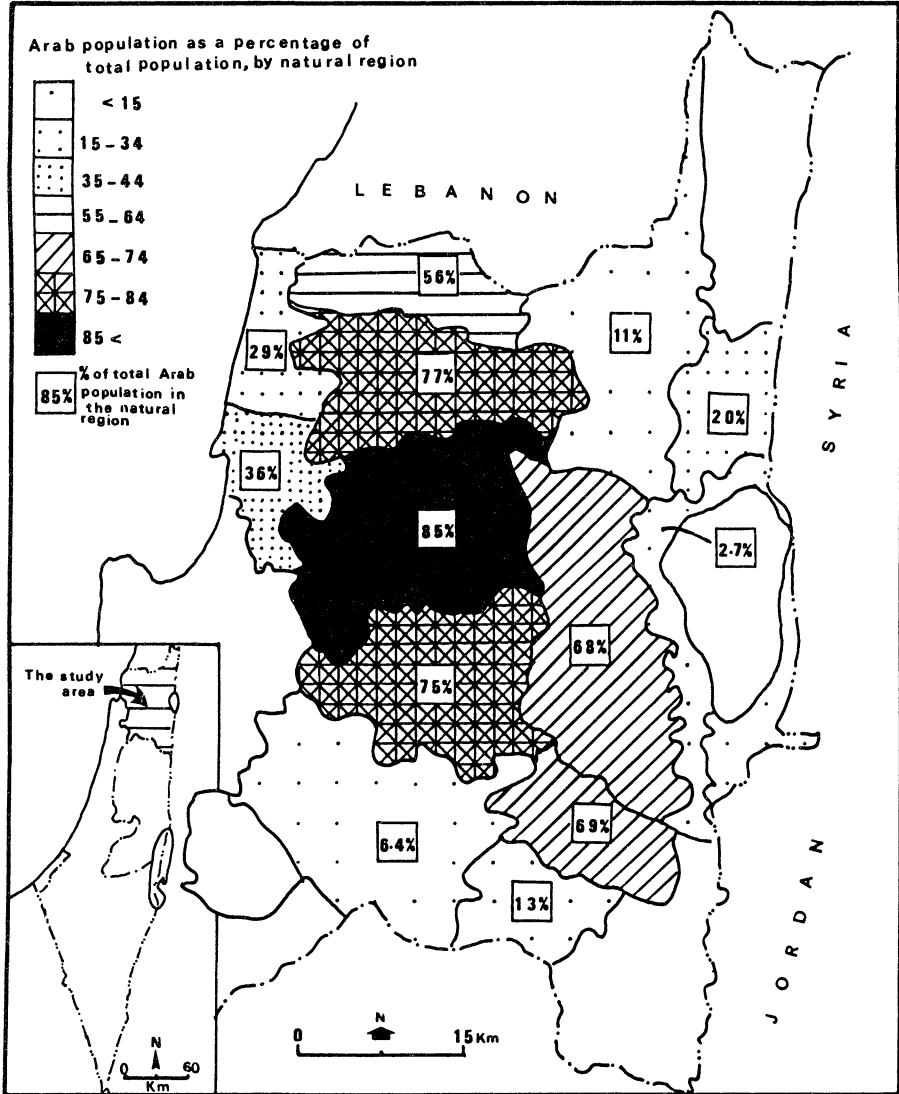 Arab population as a percentage of
total population, by natural region
< 15
15-34
35-44
55-64
65-74
75-84
85 <
85%
% of total Arab
population in
the natural
region
LEBANON
56%
11%
29%
77%
20%
SYRIA
36%
85%
2.7%
68%
75%
The study
area
69%
6.4%
13%
JORDAN
N
0 60
Km
N
0 15 Km